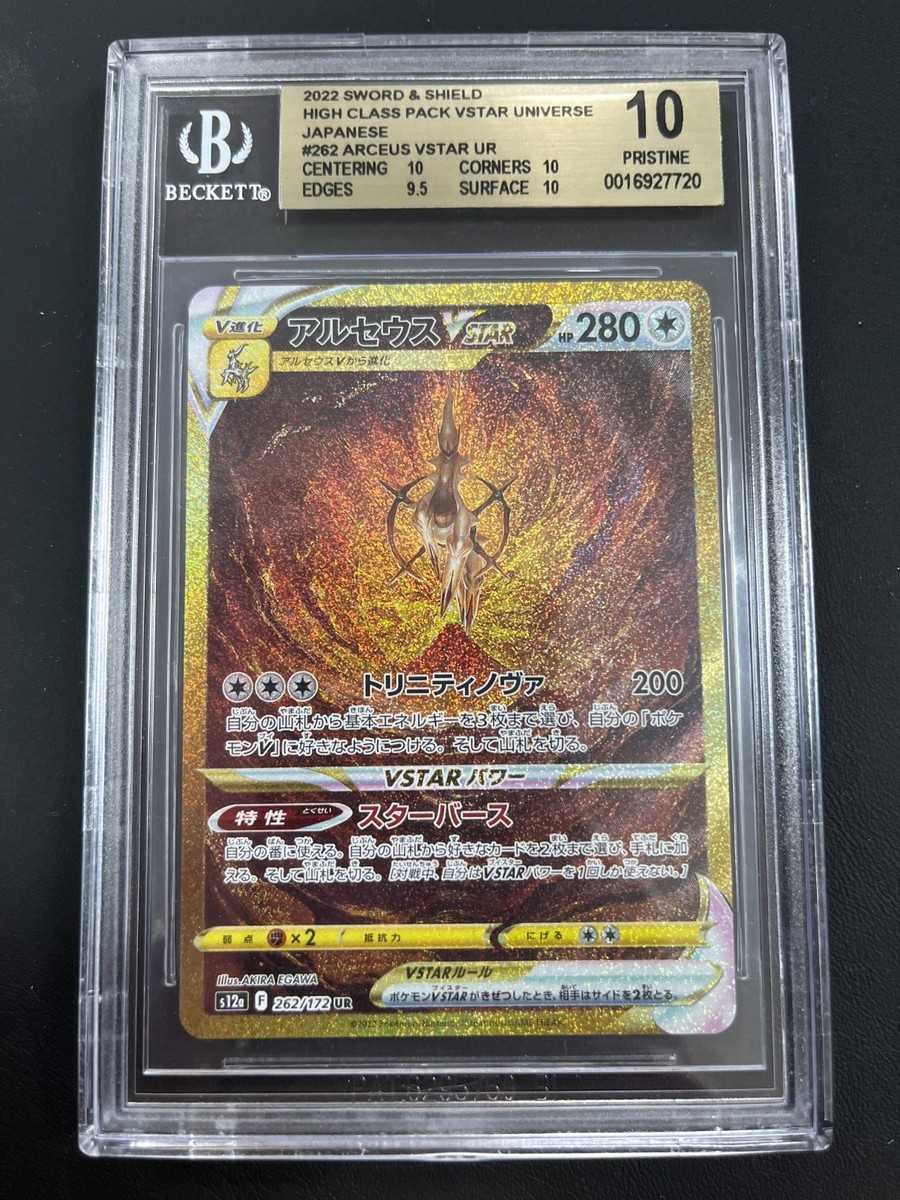 BECKETT®
2022 SWORD & SHIELD
HIGH CLASS PACK VSTAR UNIVERSE
JAPANESE
#262 ARCEUS VSTAR UR
CENTERING 10 CORNERS 10
EDGES 9.5 SURFACE 10
10
PRISTINE
0016927720
V進化
アルセウス VSTAR HP 280
アルセウスVから進化
トリニティノヴァ 200
自分の山札から基本エネルギーを3枚まで選び、自分の「ポケ
モンV」に好きなようにつける。そして山札を切る。
VSTARパワー
特性 スターバース
自分の番に使える。自分の山札から好きなカードを2枚まで選び、手札に加
える。そして山札を切る。[対戦中、自分はVSTARパワーを1回しか使えない。]
弱点 ×2 抵抗力 にげる
Illus. AKIRA EGAWA
s12a F 262/172 UR
VSTARルール
ポケモンVSTARがきぜつしたとき、相手はサイドを2枚とる。
©2022 Pokémon/Nintendo/Creatures/GAME FREAK.